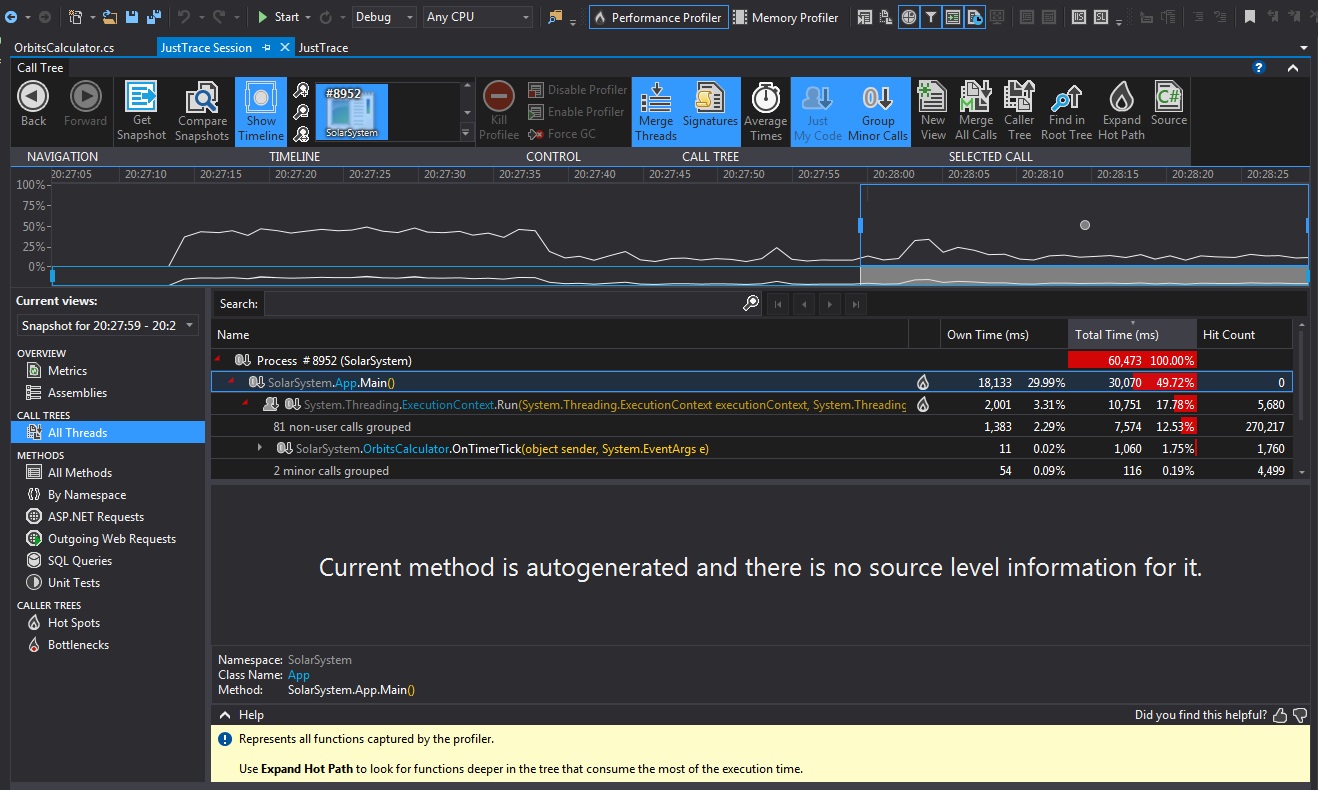 Start Debug Any CPU Performance Profiler Memory Profiler
OrbitsCalculator.cs JustTrace Session JustTrace
Call Tree
#8952
SolarSystem
Back Forward Get Snapshot Compare Snapshots Show Timeline
Kill Profilee Disable Profiler Enable Profiler Force GC
Merge Threads Signatures Average Times Just My Code Group Minor Calls
New View Merge All Calls Caller Tree Find in Root Tree Expand Hot Path Source
NAVIGATION TIMELINE CONTROL CALL TREE SELECTED CALL
20:27:05 20:27:10 20:27:15 20:27:20 20:27:25 20:27:30 20:27:35 20:27:40 20:27:45 20:27:50 20:27:55 20:28:00 20:28:05 20:28:10 20:28:15 20:28:20 20:28:25
100%
75%
50%
25%
0%
Current views:
Snapshot for 20:27:59 - 20:2
OVERVIEW
Metrics
Assemblies
CALL TREES
All Threads
METHODS
All Methods
By Namespace
ASP.NET Requests
Outgoing Web Requests
SQL Queries
Unit Tests
CALLER TREES
Hot Spots
Bottlenecks
Search:
Name Own Time (ms) Total Time (ms) Hit Count
Process # 8952 (SolarSystem) 60,473 100.00%
SolarSystem.App.Main() 18,133 29.99% 30,070 49.72% 0
System.Threading.ExecutionContext.Run(System.Threading.ExecutionContext executionContext, System.Threading 2,001 3.31% 10,751 17.78% 5,680
81 non-user calls grouped 1,383 2.29% 7,574 12.53% 270,217
SolarSystem.OrbitsCalculator.OnTimerTick(object sender, System.EventArgs e) 11 0.02% 1,060 1.75% 1,760
2 minor calls grouped 54 0.09% 116 0.19% 4,499
Current method is autogenerated and there is no source level information for it.
Namespace: SolarSystem
Class Name: App
Method: SolarSystem.App.Main()
Help Did you find this helpful?
Represents all functions captured by the profiler.
Use Expand Hot Path to look for functions deeper in the tree that consume the most of the execution time.